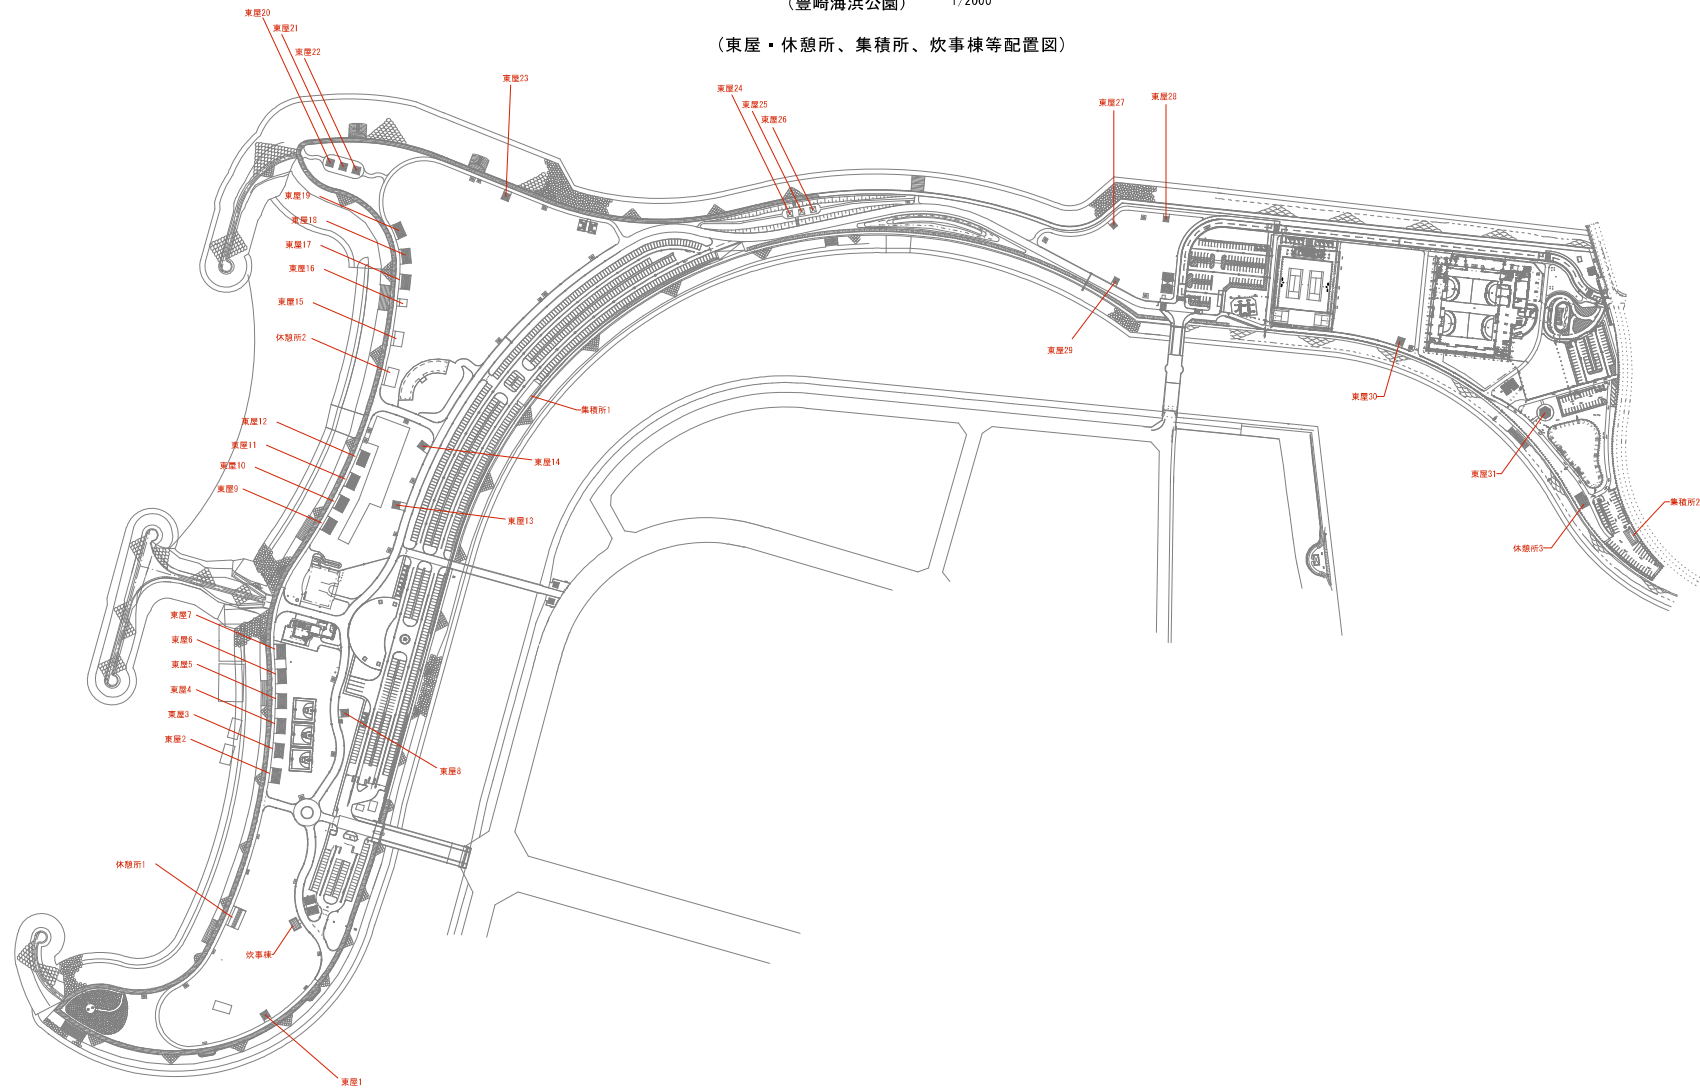 （豊崎海浜公園） 1/2000
（東屋・休憩所、集積所、炊事棟等配置図）
東屋20
東屋21
東屋22
東屋23
東屋24
東屋25
東屋26
東屋27
東屋28
東屋19
東屋18
東屋17
東屋16
東屋15
休憩所2
東屋29
東屋30
集積所1
東屋12
東屋11
東屋10
東屋9
東屋14
東屋13
東屋31
集積所2
休憩所3
東屋7
東屋6
東屋5
東屋4
東屋3
東屋2
東屋8
休憩所1
炊事棟
東屋1